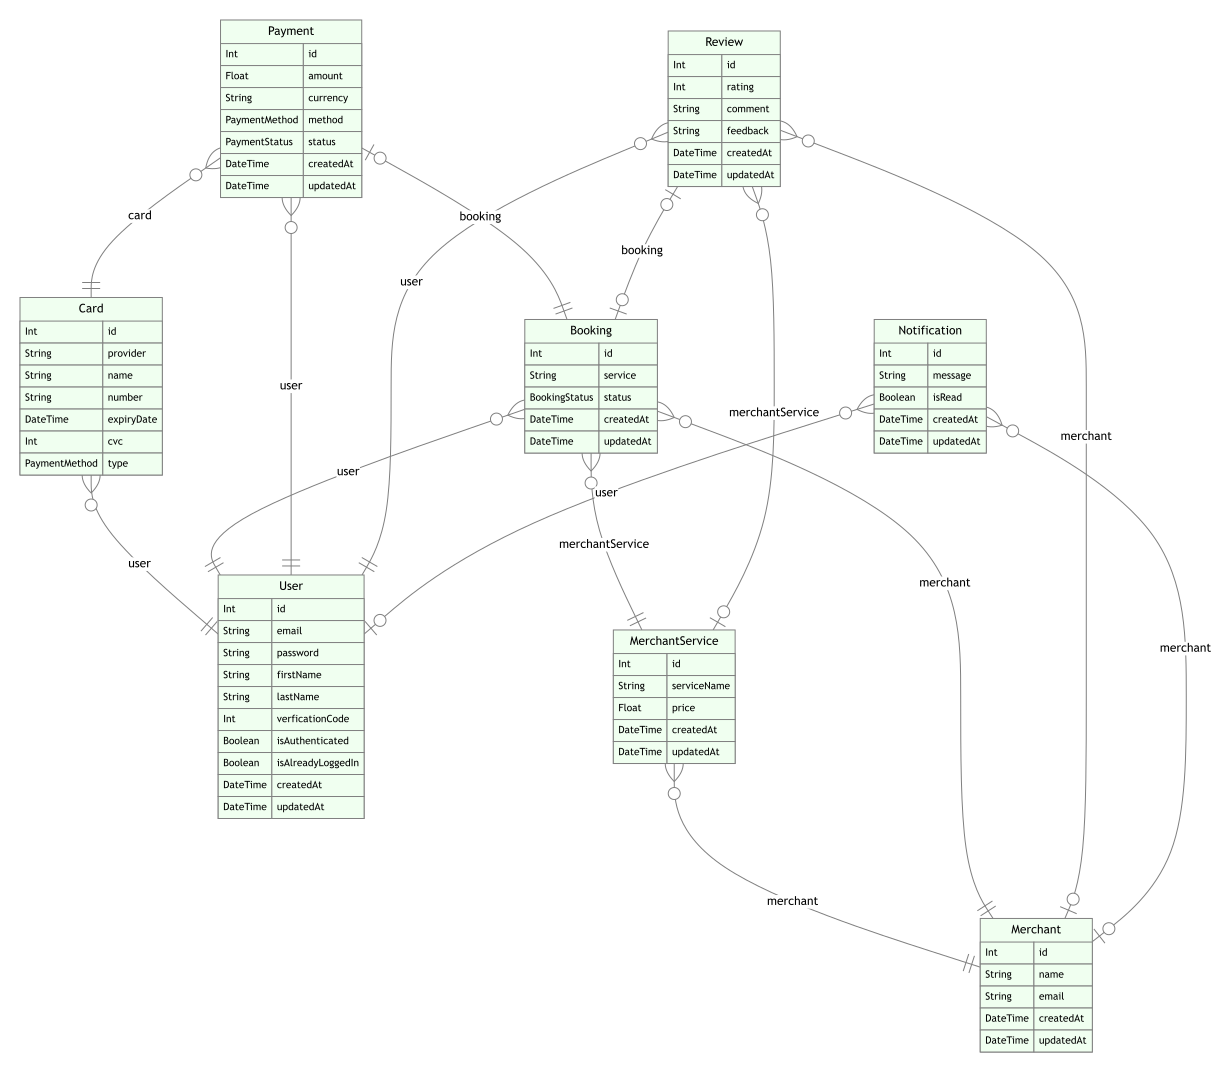 Payment
Int id
Float amount
String currency
PaymentMethod method
PaymentStatus status
DateTime createdAt
DateTime updatedAt
Review
Int id
Int rating
String comment
String feedback
DateTime createdAt
DateTime updatedAt
card
booking
booking
user
Card
Int id
String provider
String name
String number
DateTime expiryDate
Int cvc
PaymentMethod type
Booking
Int id
String service
BookingStatus status
DateTime createdAt
DateTime updatedAt
Notification
Int id
String message
Boolean isRead
DateTime createdAt
DateTime updatedAt
user
merchantService
merchant
user
user
merchantService
user
merchant
merchant
User
Int id
String email
String password
String firstName
String lastName
Int verficationCode
Boolean isAuthenticated
Boolean isAlreadyLoggedIn
DateTime createdAt
DateTime updatedAt
MerchantService
Int id
String serviceName
Float price
DateTime createdAt
DateTime updatedAt
merchant
Merchant
Int id
String name
String email
DateTime createdAt
DateTime updatedAt